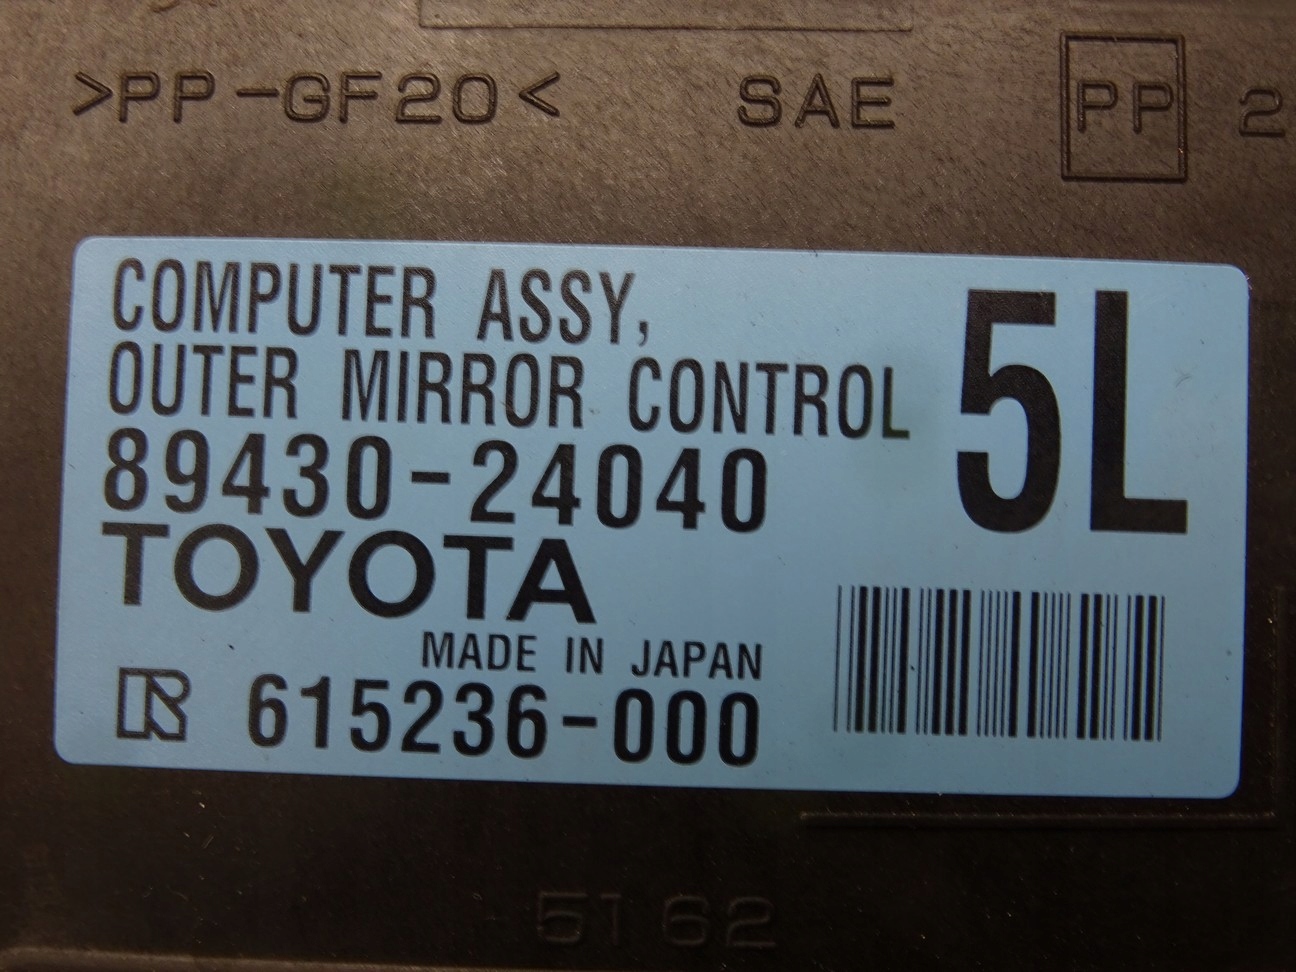 >PP-GF20< SAE PP 2
COMPUTER ASSY,
OUTER MIRROR CONTROL
5L
89430-24040
TOYOTA
MADE IN JAPAN
R 615236-000
5162